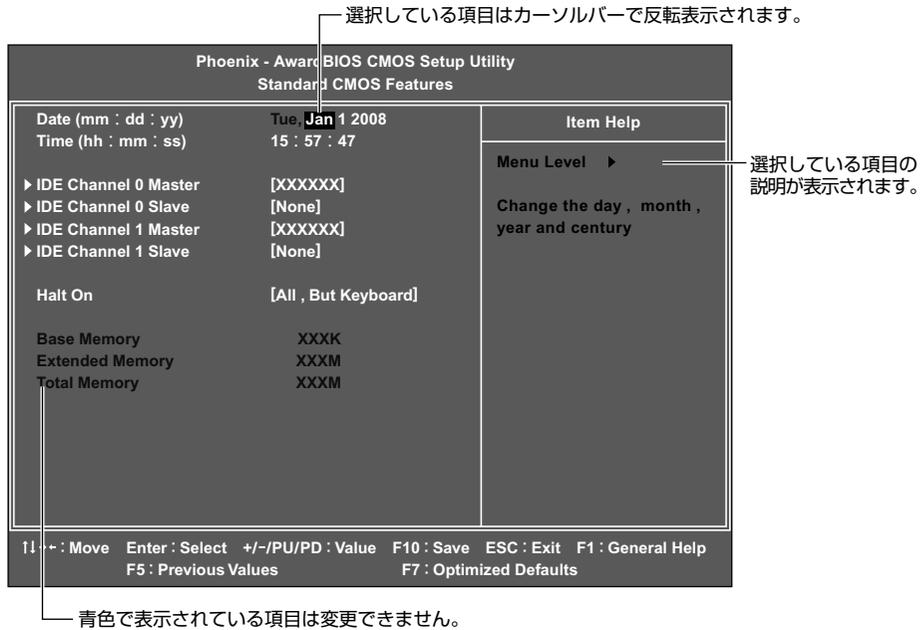 選択している項目はカーソルバーで反転表示されます。
Phoenix - AwardBIOS CMOS Setup Utility
Standard CMOS Features
Date (mm : dd : yy) Tue, Jan 1 2008
Time (hh : mm : ss) 15 : 57 : 47
IDE Channel 0 Master [XXXXXX]
IDE Channel 0 Slave [None]
IDE Channel 1 Master [XXXXXX]
IDE Channel 1 Slave [None]
Halt On [All , But Keyboard]
Base Memory XXXK
Extended Memory XXXM
Total Memory XXXM
Item Help
Menu Level ▶
Change the day , month ,
year and century
選択している項目の
説明が表示されます。
↑↓→← : Move Enter : Select +/-/PU/PD : Value F10 : Save ESC : Exit F1 : General Help
F5 : Previous Values F7 : Optimized Defaults
青色で表示されている項目は変更できません。